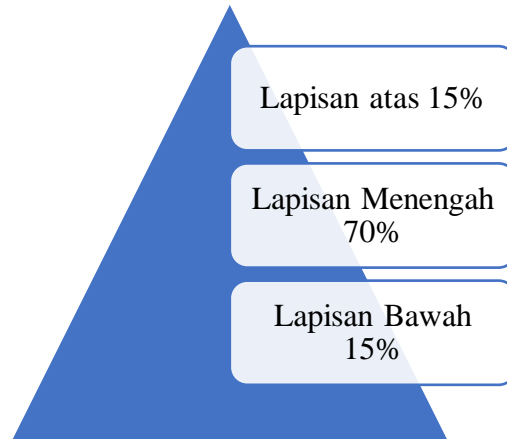 Lapisan atas 15%
Lapisan Menengah
70%
Lapisan Bawah
15%